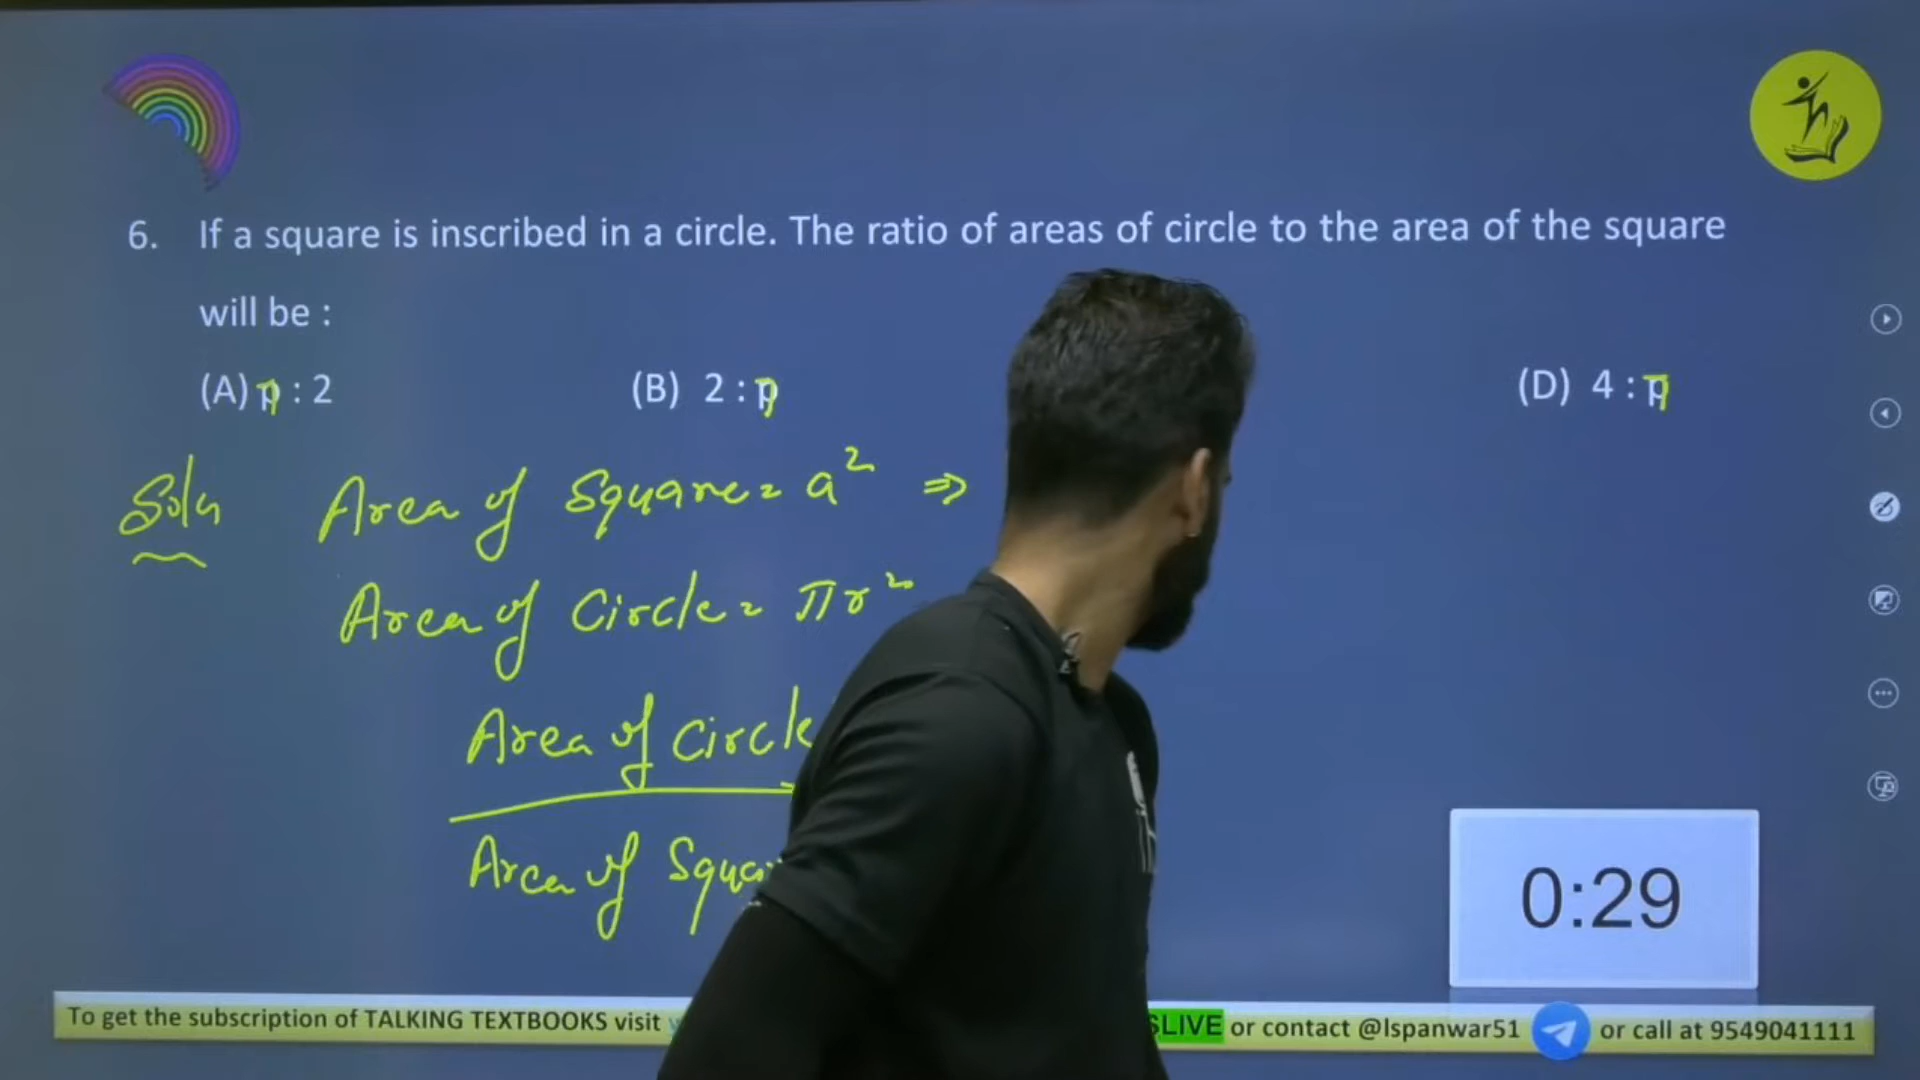 6. If a square is inscribed in a circle. The ratio of areas of circle to the area of the square
will be :
(A) π : 2 (B) 2 : π (D) 4 : π
Soln Area of Square = a² ⇒
Area of Circle = πr²
Area of Circle
Area of
0:29
To get the subscription of TALKING TEXTBOOKS visit SLIVE or contact @lspanwar51 or call at 9549041111